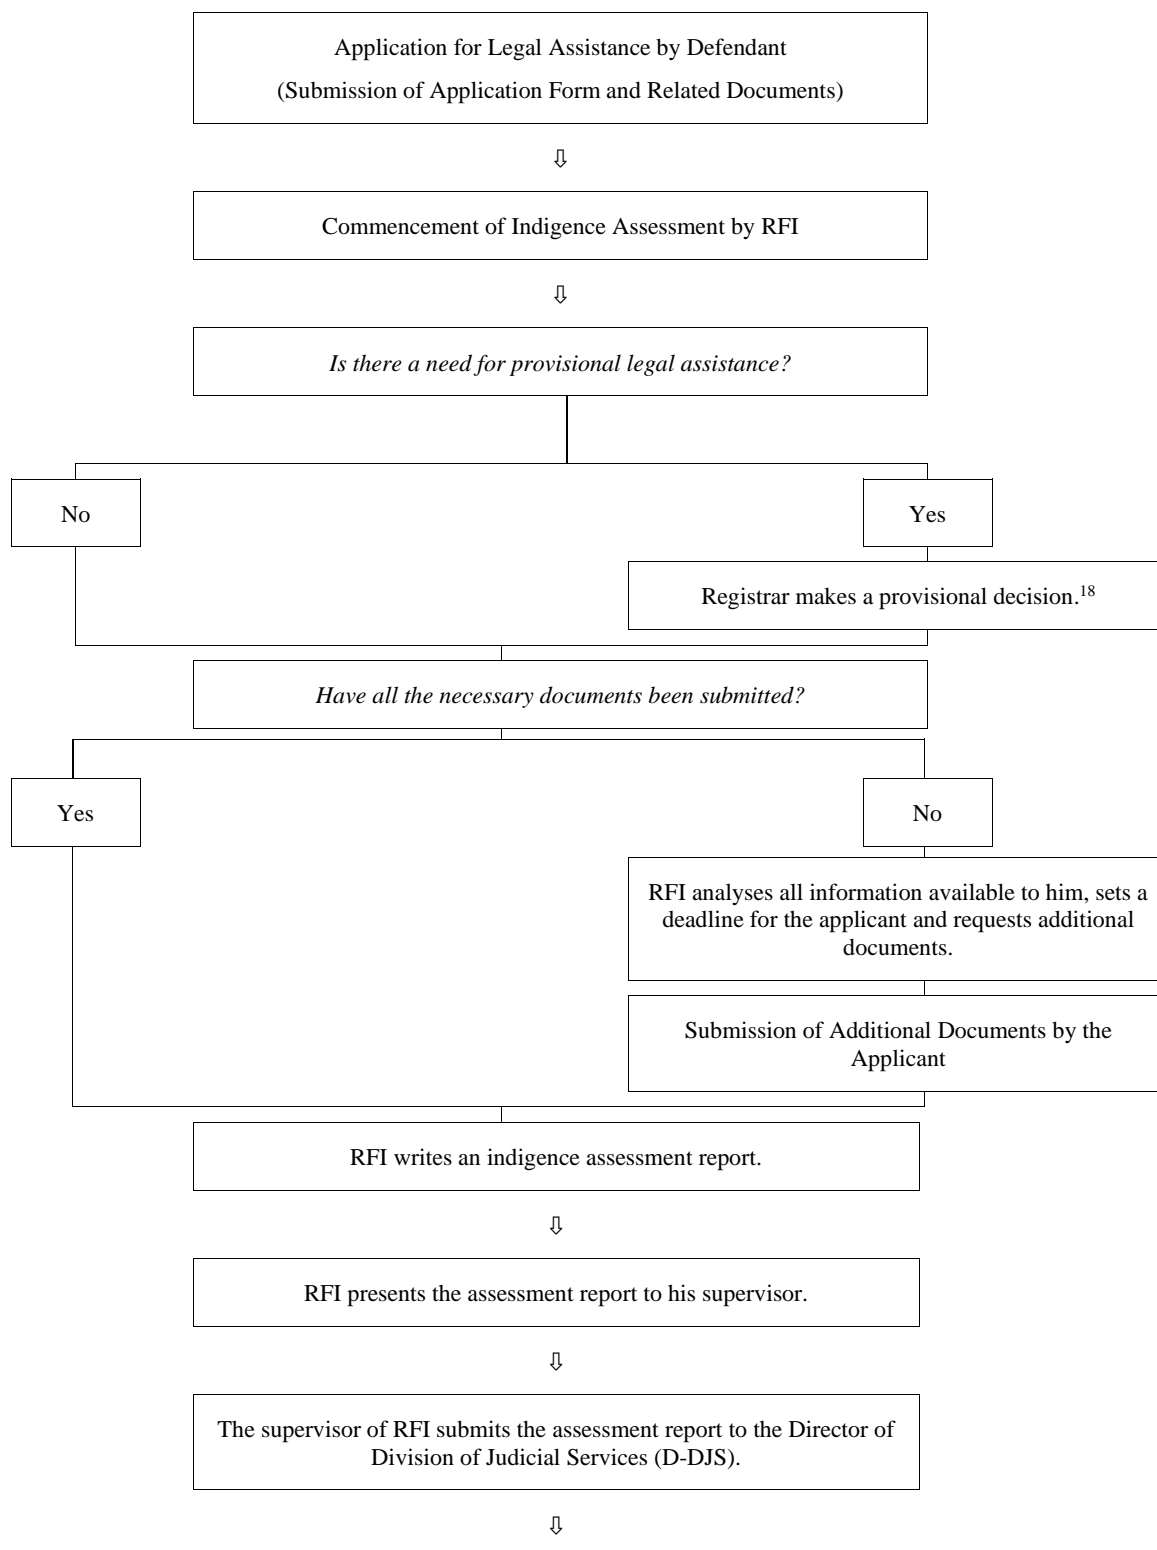 Application for Legal Assistance by Defendant
(Submission of Application Form and Related Documents)
⇩
Commencement of Indigence Assessment by RFI
⇩
Is there a need for provisional legal assistance?
No
Yes
Registrar makes a provisional decision.18
Have all the necessary documents been submitted?
Yes
No
RFI analyses all information available to him, sets a
deadline for the applicant and requests additional
documents.
Submission of Additional Documents by the
Applicant
RFI writes an indigence assessment report.
⇩
RFI presents the assessment report to his supervisor.
⇩
The supervisor of RFI submits the assessment report to the Director of
Division of Judicial Services (D-DJS).
⇩